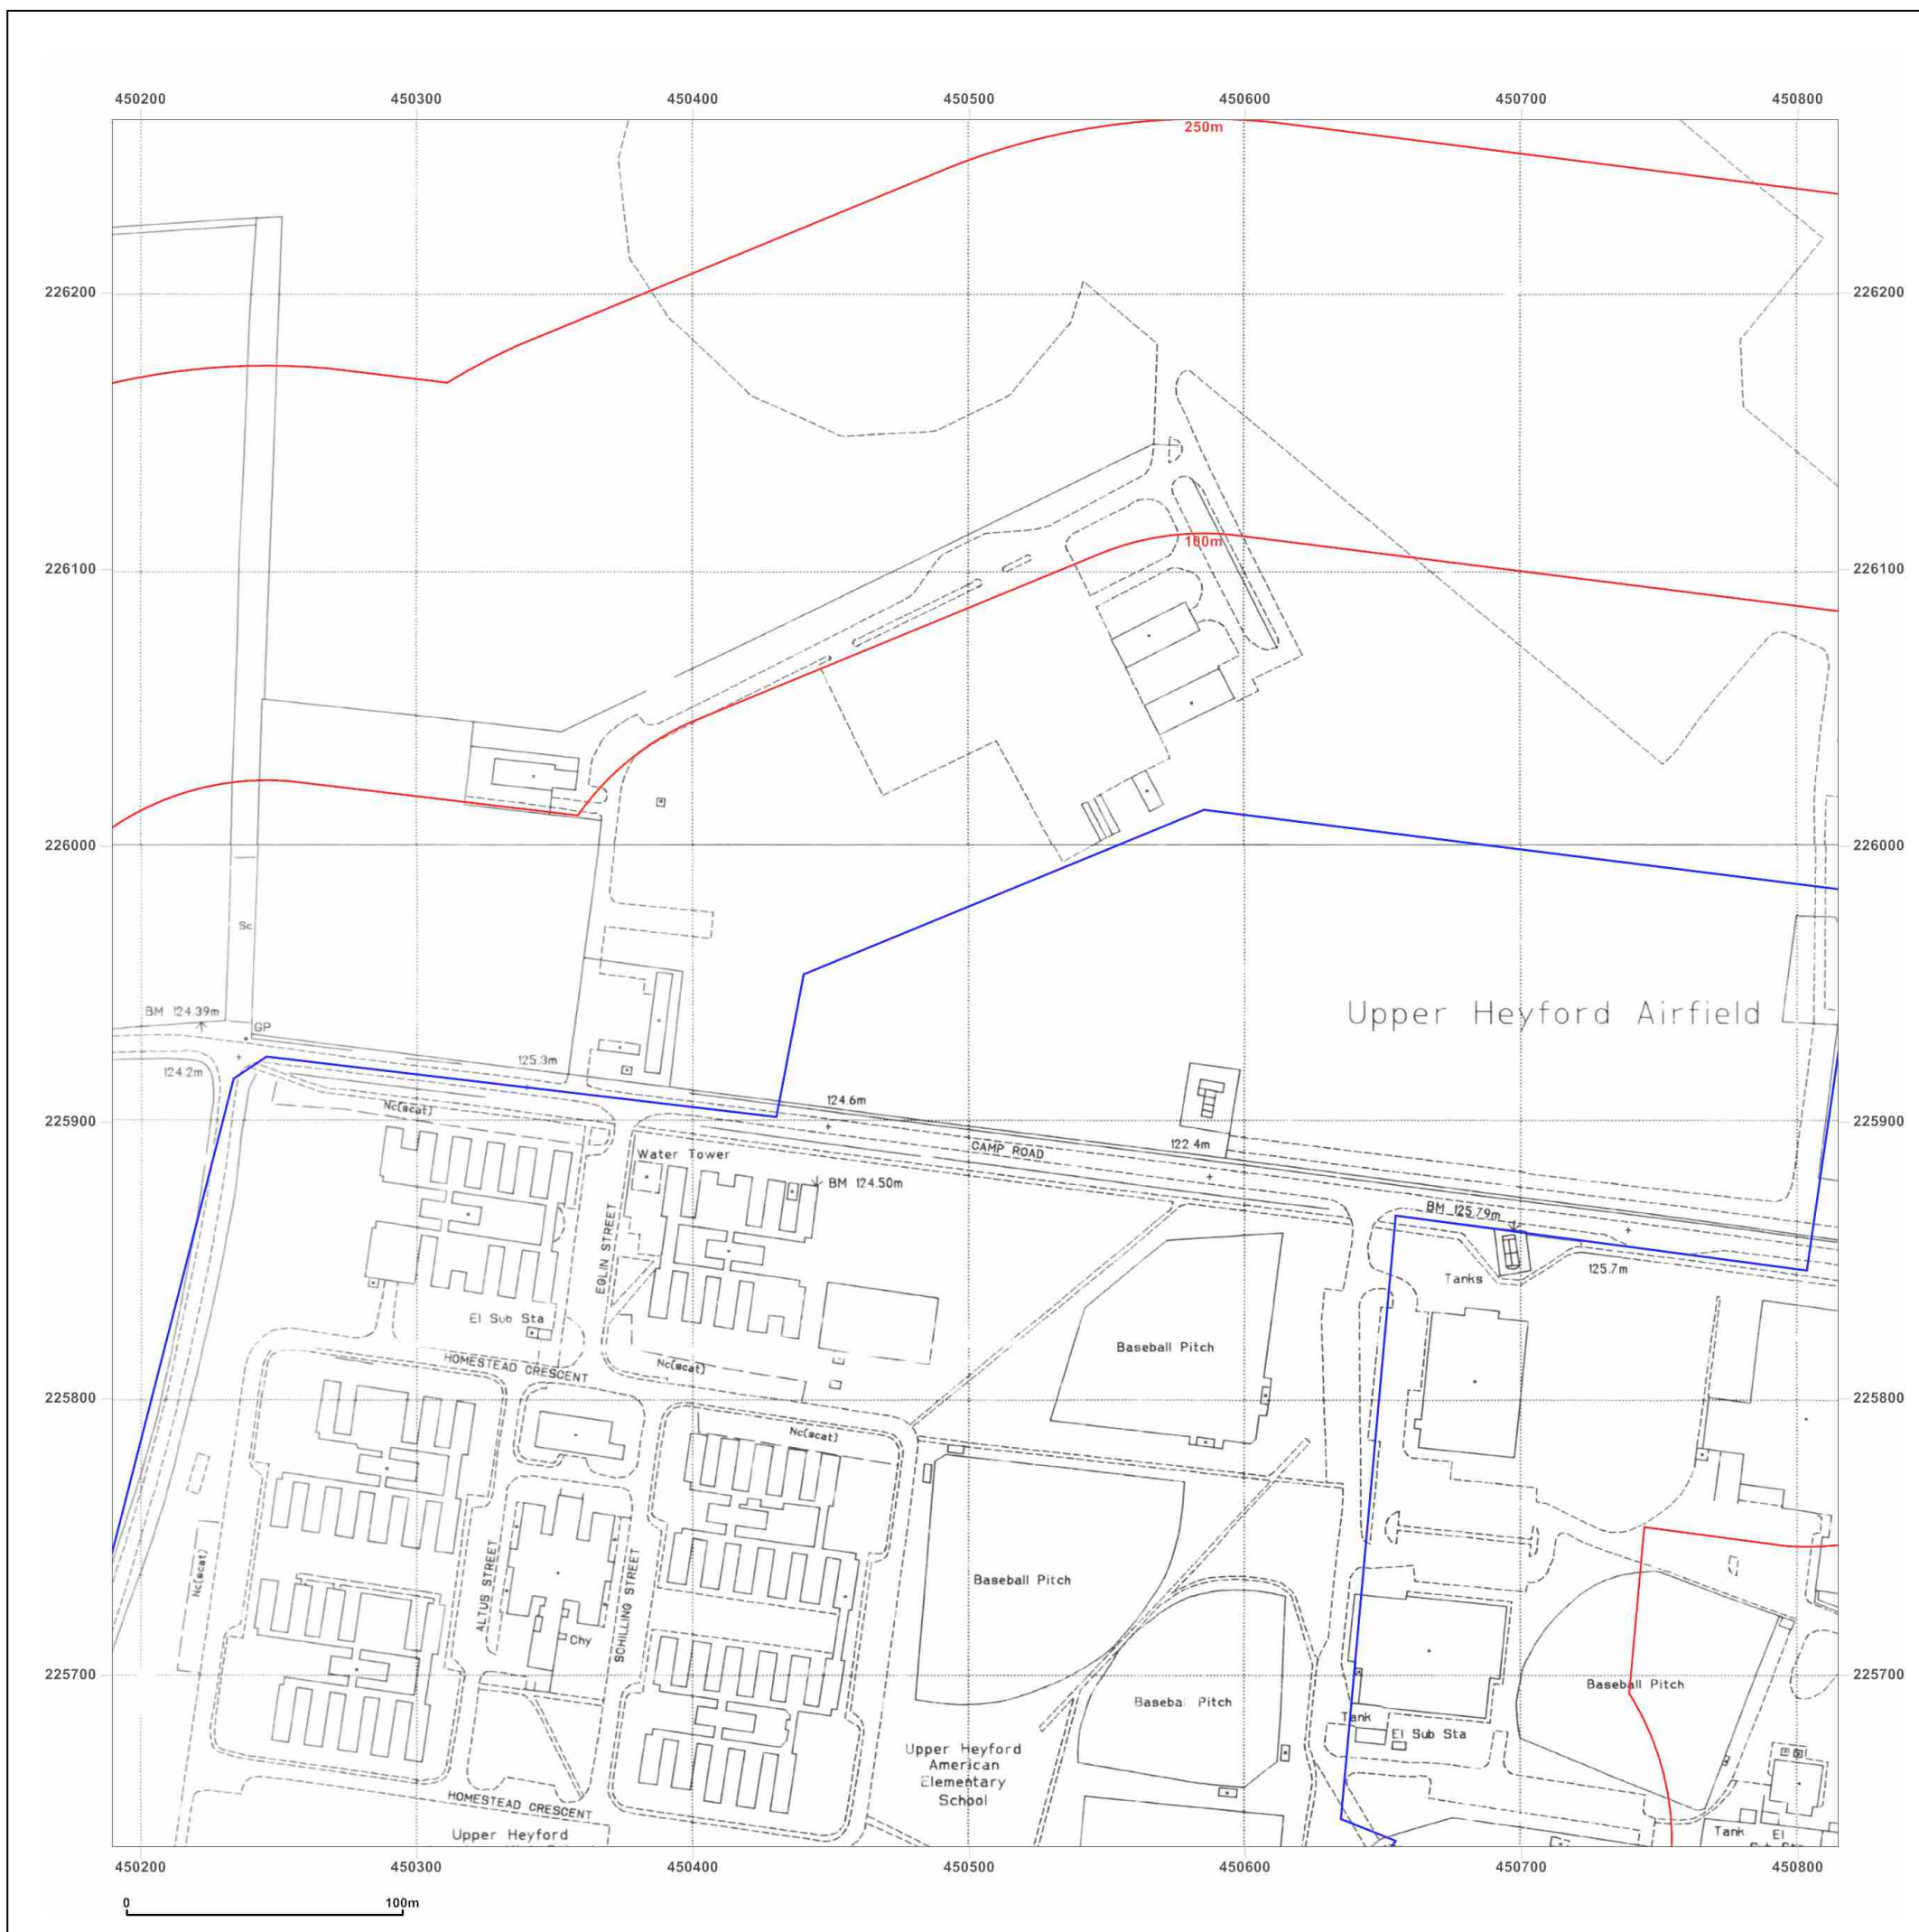 450200 450300 450400 450500 450600 450700 450800
250m
226200 226200
100m
226100 226100
226000 226000
Sc
BM 124.39m
Upper Heyford Airfield
GP
125.3m
124.2m
124.6m
Nc(scat)
225900 225900
122.4m
CAMP ROAD
Water Tower
BM 124.50m
BM 125.79m
EGLIN STREET
125.7m
Tanks
El Sub Sta
Baseball Pitch
HOMESTEAD CRESCENT
Nc(scat)
225800 225800
Nc(scat)
Nc(scat)
ALTUS STREET
SCHILLING STREET
Baseball Pitch
Chy
225700 225700
Baseball Pitch
Basebal Pitch
Tank
El Sub Sta
Upper Heyford
American
Elementary
School
HOMESTEAD CRESCENT
Upper Heyford
Tank El
450200 450300 450400 450500 450600 450700 450800
0 100m